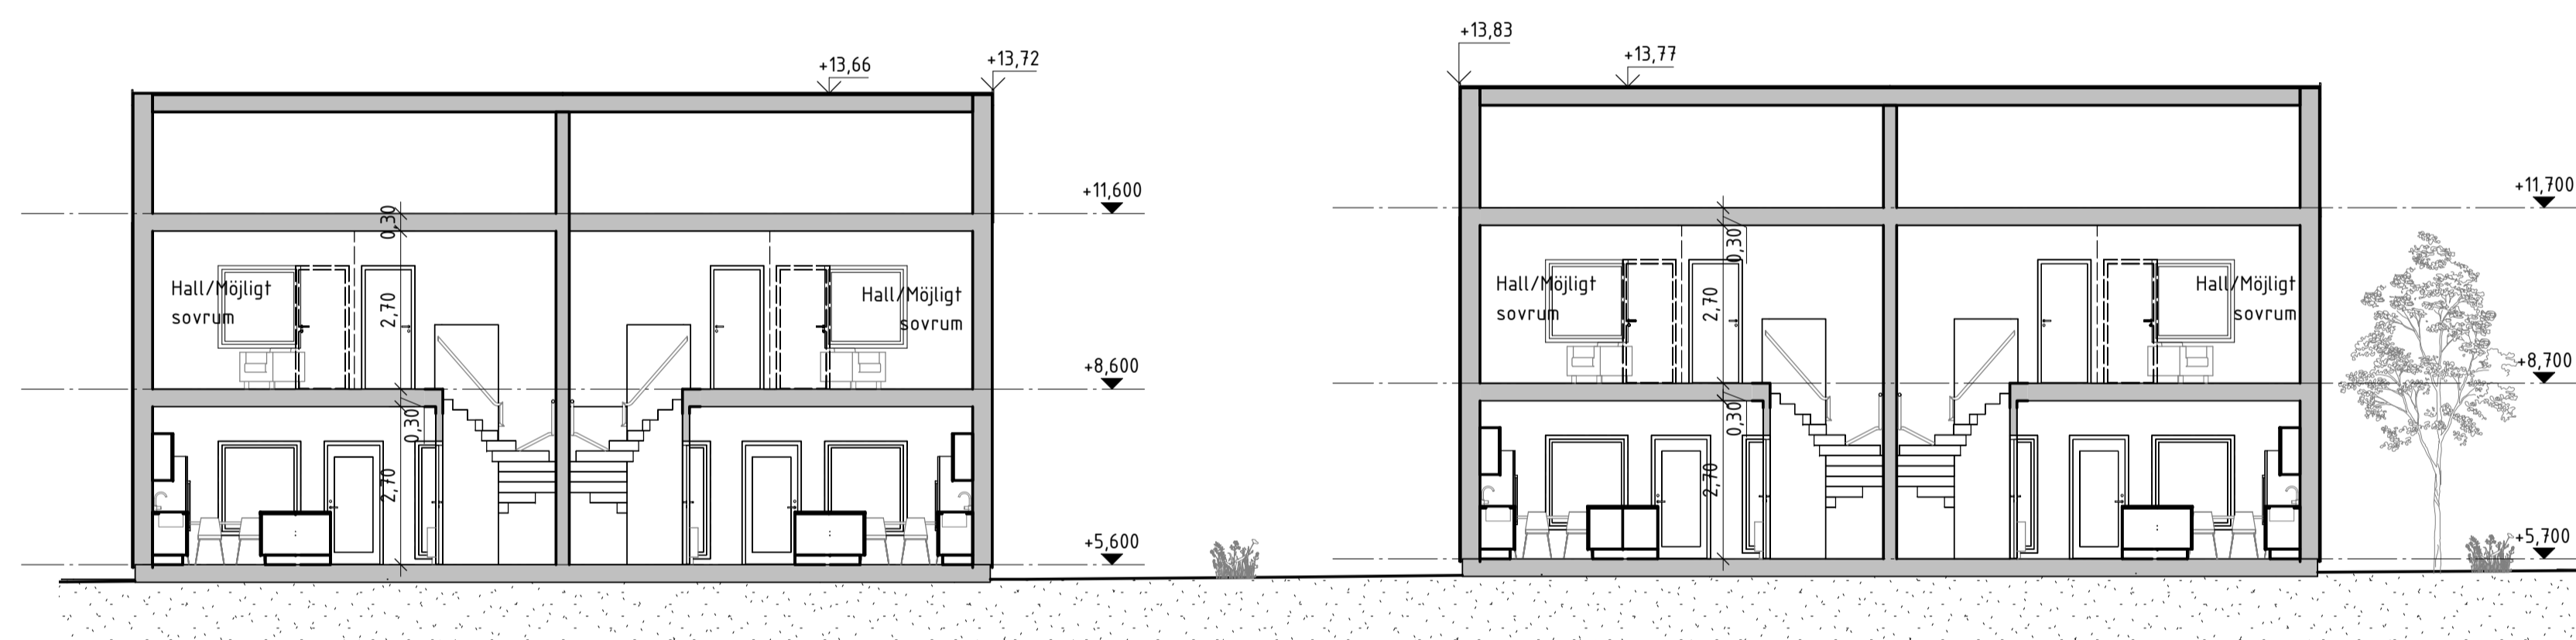 +13,83
+13,77
+13,66
+13,72
+11,600
+11,700
0,30
0,30
Hall/Möjligt
sovrum
2,70
Hall/Möjligt
sovrum
Hall/Möjligt
sovrum
2,70
Hall/Möjligt
sovrum
+8,600
+8,700
0,30
0,30
2,70
2,70
+5,600
+5,700